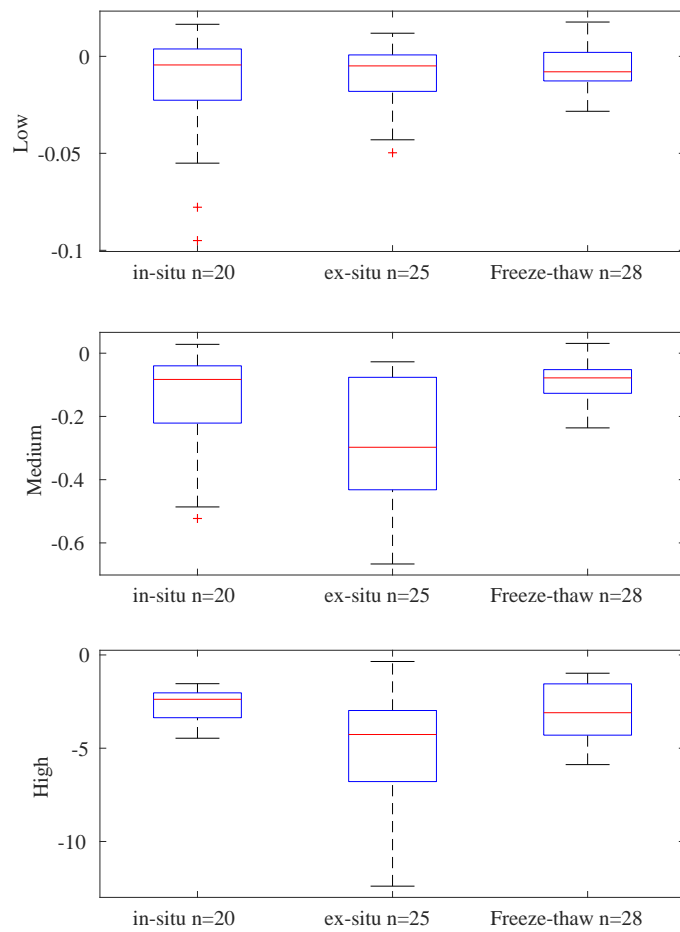 0
-0.05
-0.1
Low
in-situ n=20 ex-situ n=25 Freeze-thaw n=28
0
-0.2
-0.4
-0.6
Medium
in-situ n=20 ex-situ n=25 Freeze-thaw n=28
0
-5
-10
High
in-situ n=20 ex-situ n=25 Freeze-thaw n=28